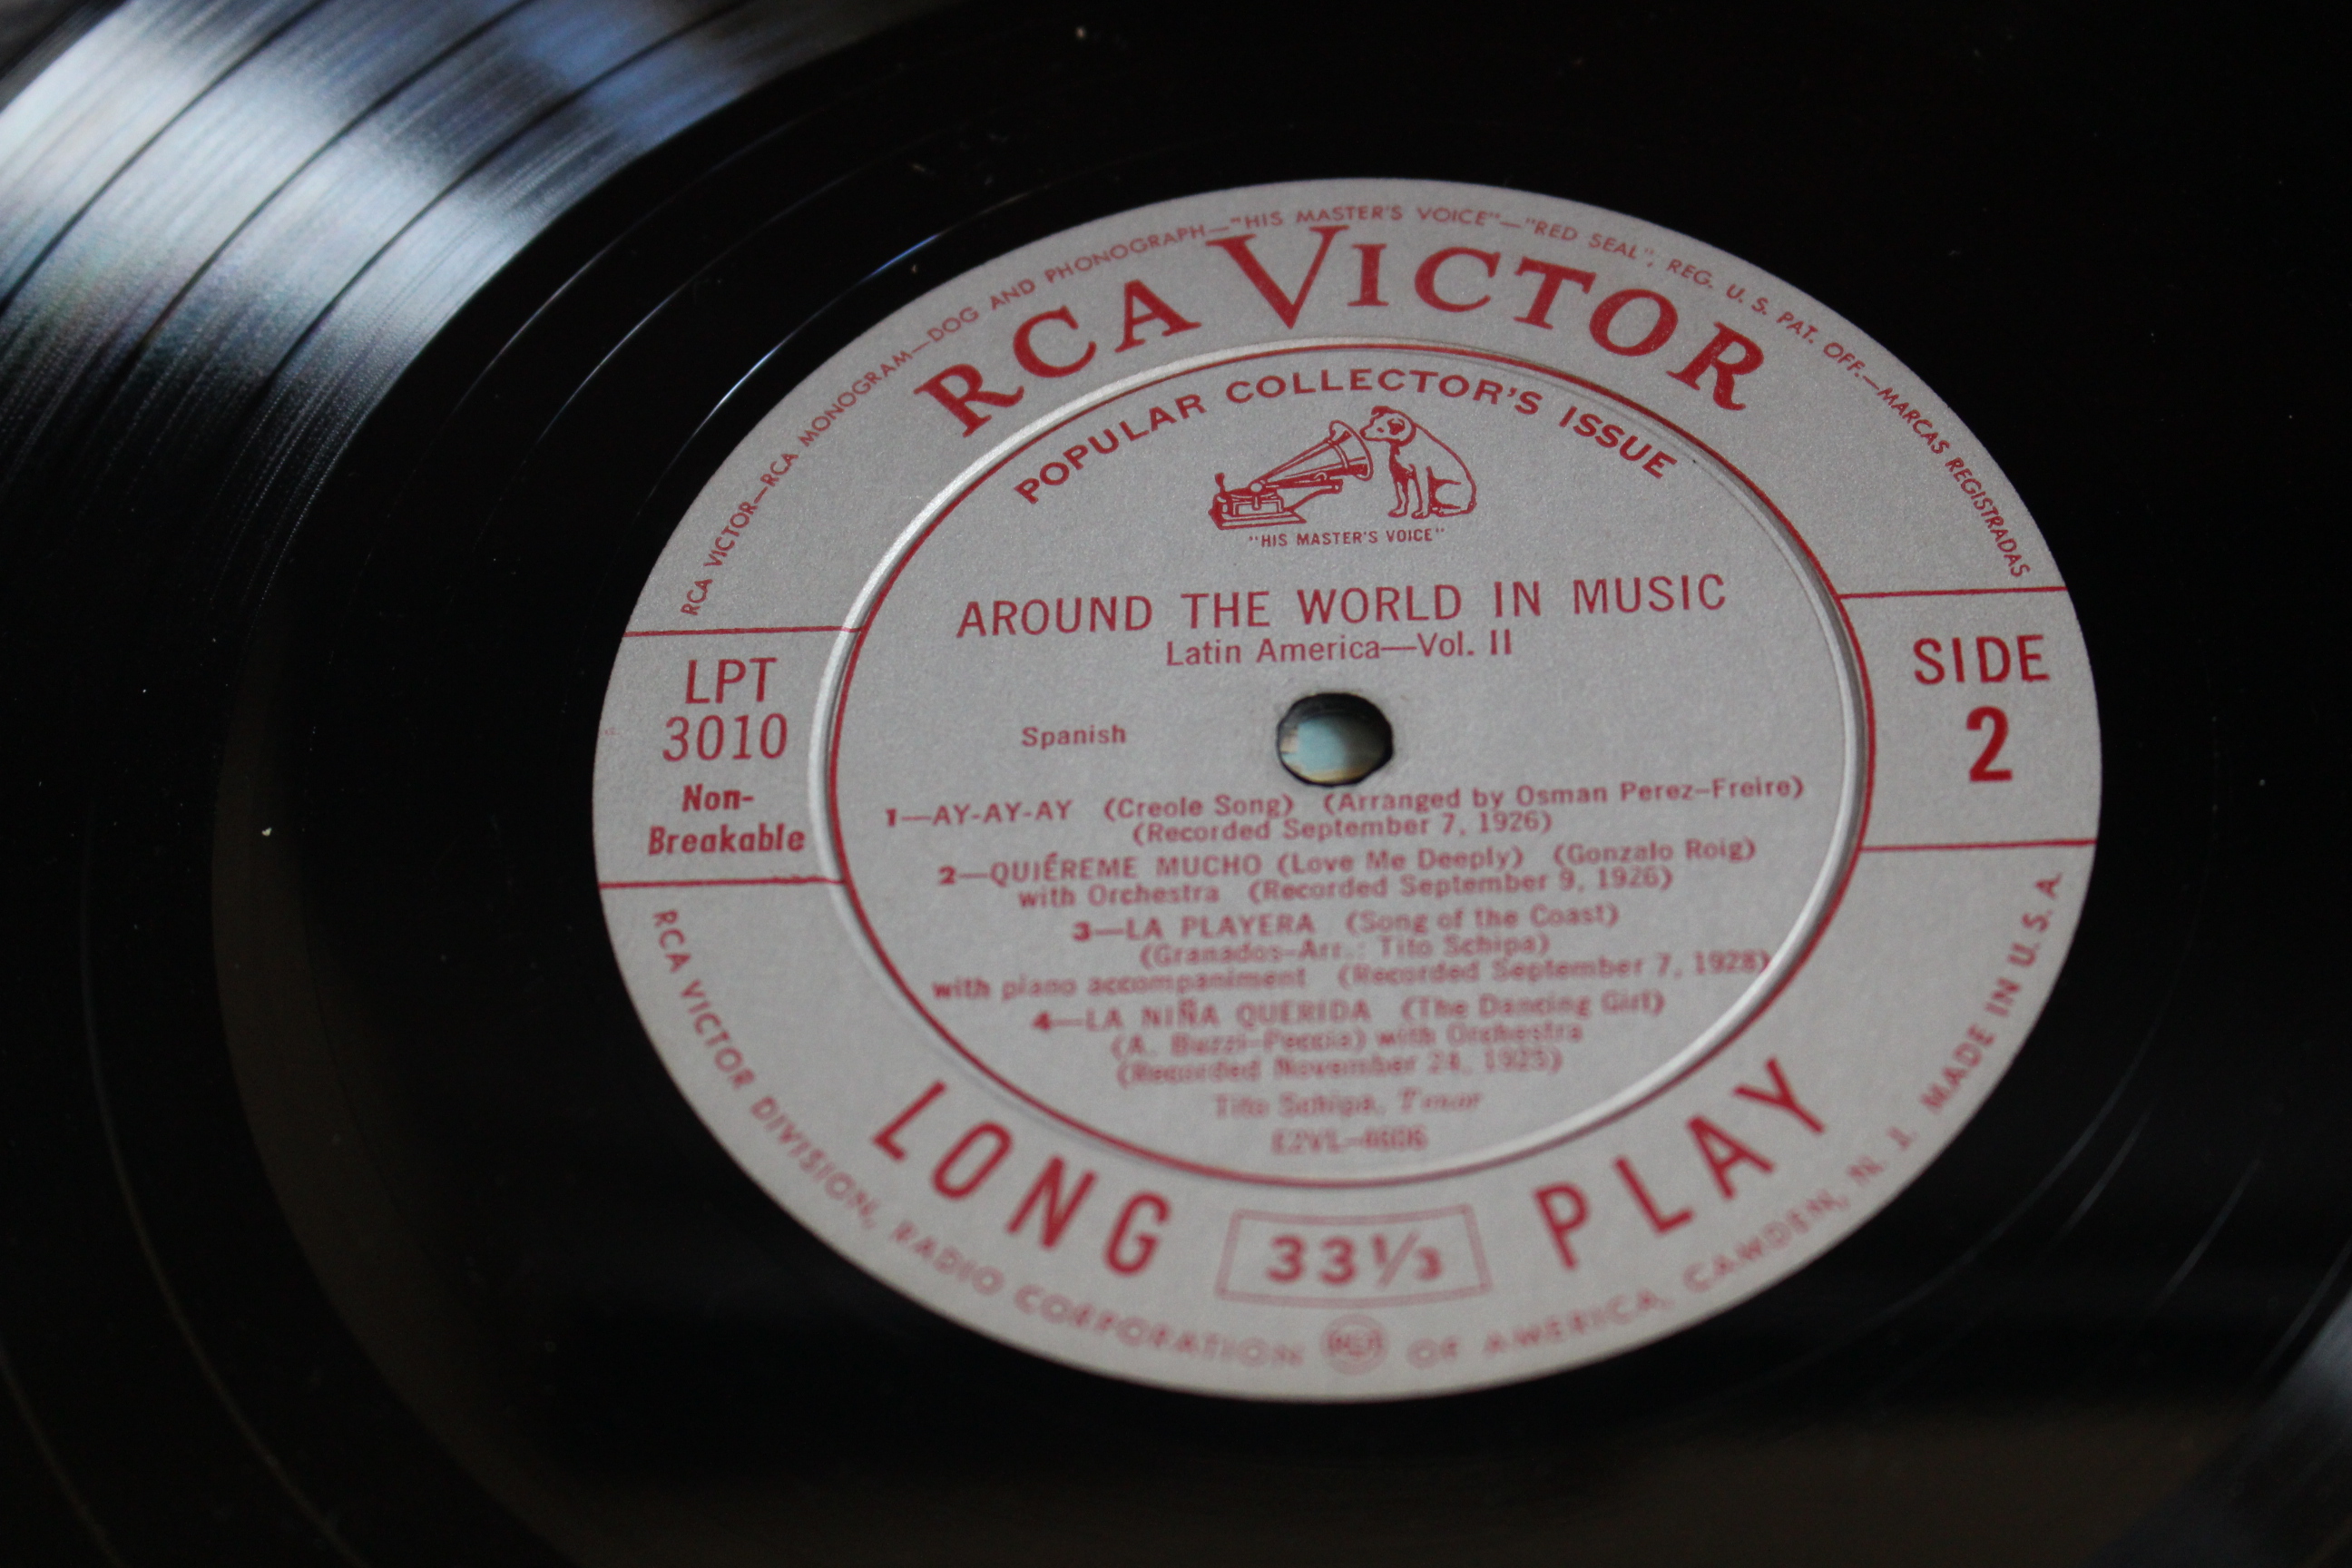 RCA VICTOR—RCA MONOGRAM—DOG AND PHONOGRAPH—"HIS MASTER'S VOICE"—"RED SEAL", REG. U. S. PAT. OFF.—MARCAS REGISTRADAS
RCA VICTOR
POPULAR COLLECTOR'S ISSUE
"HIS MASTER'S VOICE"
AROUND THE WORLD IN MUSIC
Latin America—Vol. II
LPT
3010
Non-
Breakable
SIDE
2
Spanish
1—AY-AY-AY (Creole Song) (Arranged by Osman Perez-Freire)
(Recorded September 7, 1926)
2—QUIÉREME MUCHO (Love Me Deeply) (Gonzalo Roig)
with Orchestra (Recorded September 9, 1926)
3—LA PLAYERA (Song of the Coast)
(Granados-Arr.: Tito Schipa)
with piano accompaniment (Recorded September 7, 1928)
4—LA NIÑA QUERIDA (The Dancing Girl)
(A. Buzzi-Peccia) with Orchestra
(Recorded November 24,
Tito Schipa, Tenor
LONG 33⅓ PLAY
RCA VICTOR DIVISION, RADIO CORPORATION RCA OF AMERICA, CAMDEN, N. J. MADE IN U. S. A.